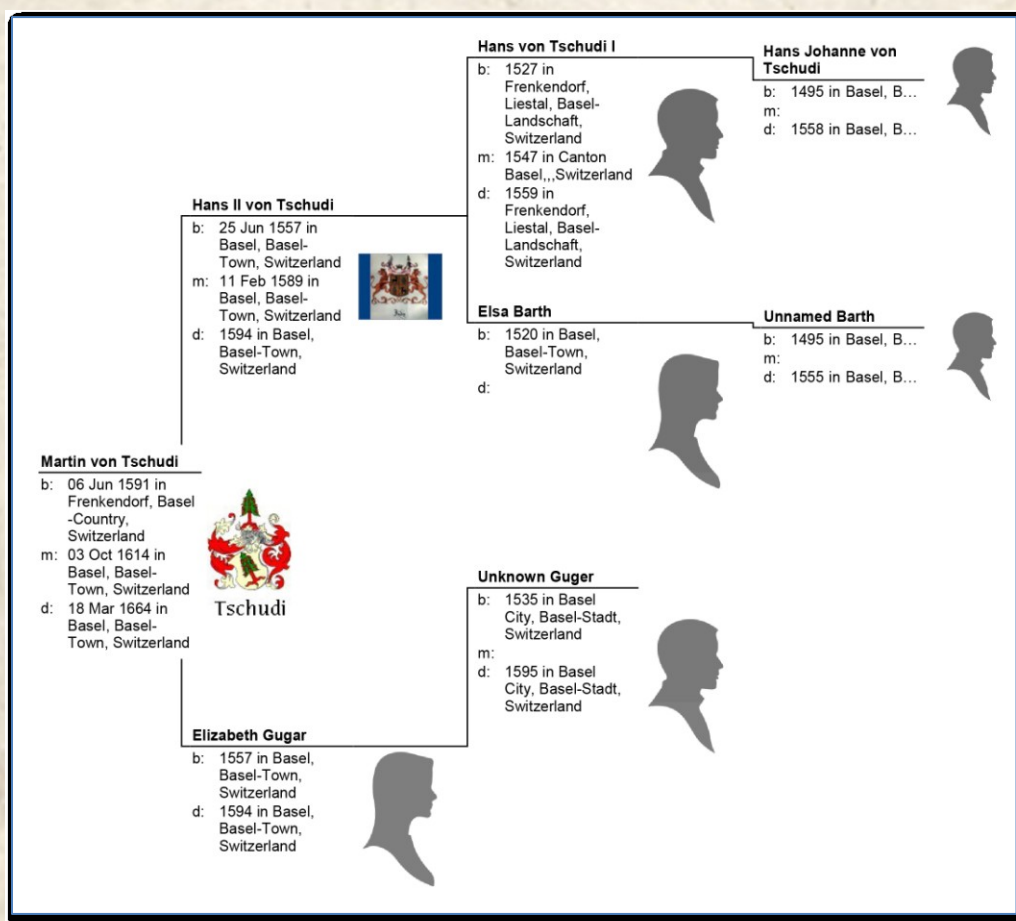 Hans von Tschudi I
b: 1527 in
Frenkendorf,
Liestal, Basel-
Landschaft,
Switzerland
m: 1547 in Canton
Basel,,,Switzerland
d: 1559 in
Frenkendorf,
Liestal, Basel-
Landschaft,
Switzerland
Hans Johanne von
Tschudi
b: 1495 in Basel, B...
m:
d: 1558 in Basel, B...
Hans II von Tschudi
b: 25 Jun 1557 in
Basel, Basel-
Town, Switzerland
m: 11 Feb 1589 in
Basel, Basel-
Town, Switzerland
d: 1594 in Basel,
Basel-Town,
Switzerland
Elsa Barth
b: 1520 in Basel,
Basel-Town,
Switzerland
d:
Unnamed Barth
b: 1495 in Basel, B...
m:
d: 1555 in Basel, B...
Martin von Tschudi
b: 06 Jun 1591 in
Frenkendorf, Basel
-Country,
Switzerland
m: 03 Oct 1614 in
Basel, Basel-
Town, Switzerland
d: 18 Mar 1664 in
Basel, Basel-
Town, Switzerland
Tschudi
Unknown Guger
b: 1535 in Basel
City, Basel-Stadt,
Switzerland
m:
d: 1595 in Basel
City, Basel-Stadt,
Switzerland
Elizabeth Gugar
b: 1557 in Basel,
Basel-Town,
Switzerland
d: 1594 in Basel,
Basel-Town,
Switzerland